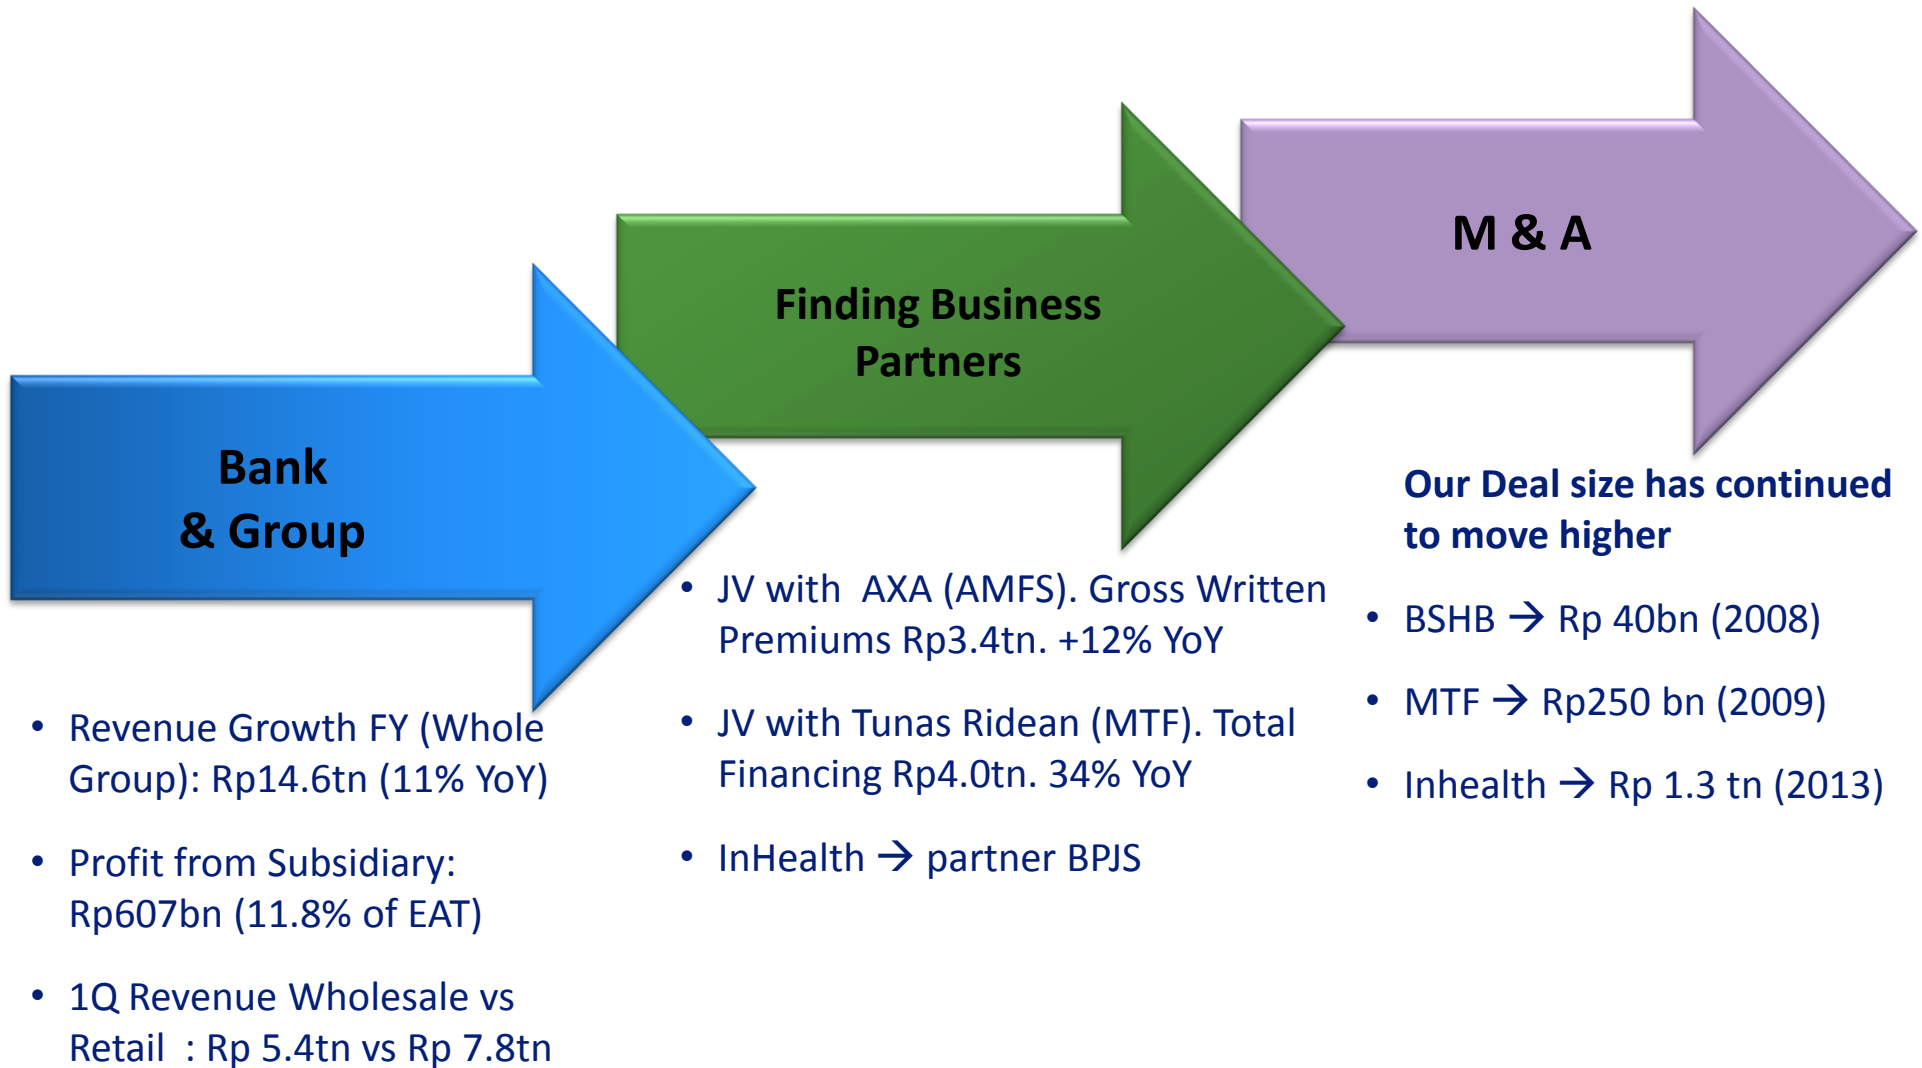 Bank
& Group
• Revenue Growth FY (Whole
Group): Rp14.6tn (11% YoY)
• Profit from Subsidiary:
Rp607bn (11.8% of EAT)
• 1Q Revenue Wholesale vs
Retail : Rp 5.4tn vs Rp 7.8tn
Finding Business
Partners
• JV with AXA (AMFS). Gross Written
Premiums Rp3.4tn. +12% YoY
• JV with Tunas Ridean (MTF). Total
Financing Rp4.0tn. 34% YoY
• InHealth → partner BPJS
M & A
Our Deal size has continued
to move higher
• BSHB → Rp 40bn (2008)
• MTF → Rp250 bn (2009)
• Inhealth → Rp 1.3 tn (2013)